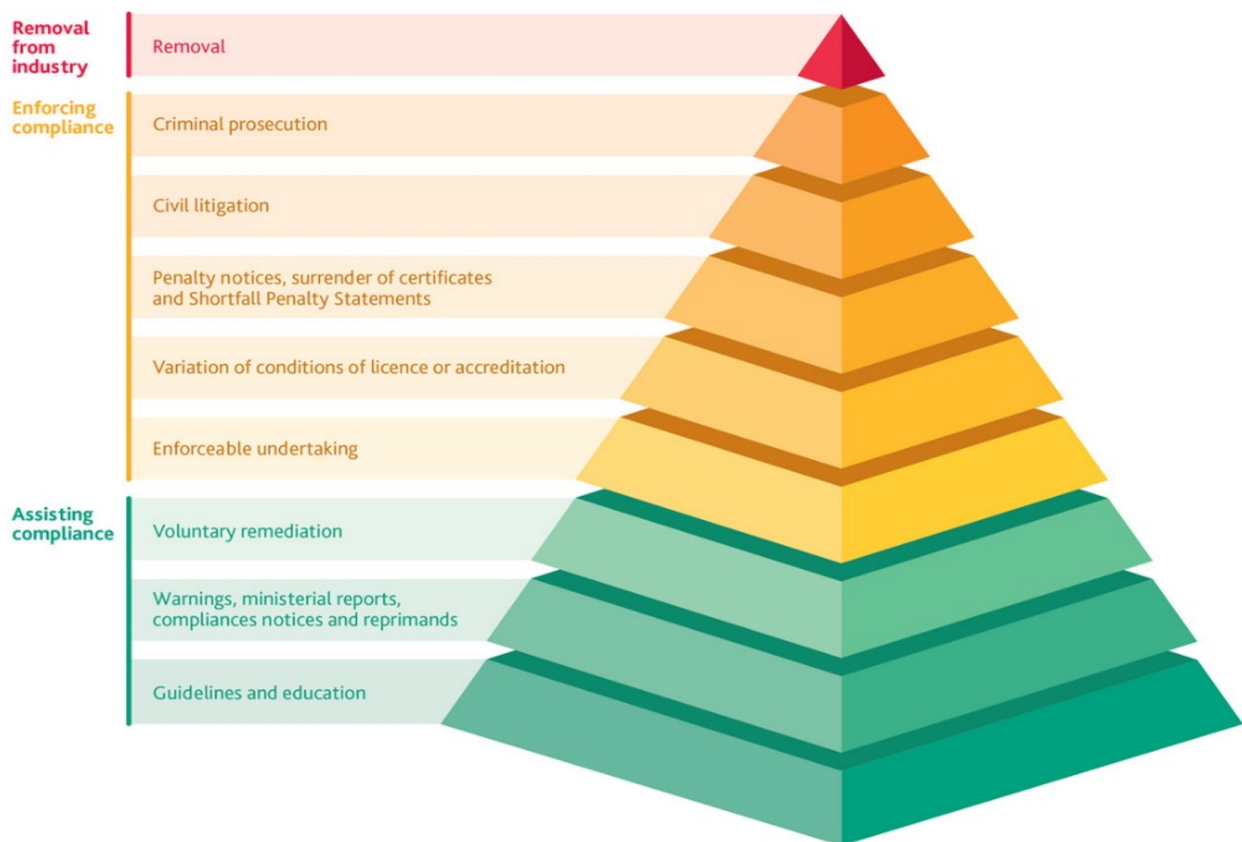 Removal
from
industry
Removal
Enforcing
compliance
Criminal prosecution
Civil litigation
Penalty notices, surrender of certificates
and Shortfall Penalty Statements
Variation of conditions of licence or accreditation
Enforceable undertaking
Assisting
compliance
Voluntary remediation
Warnings, ministerial reports,
compliances notices and reprimands
Guidelines and education